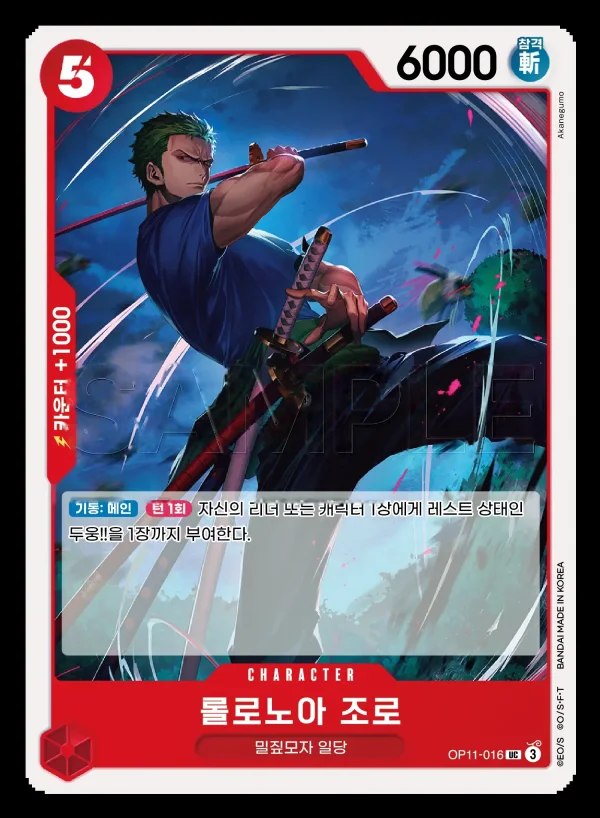 5
6000
참격
斬
Akanegumo
카운터 +1000
SAMPLE
기동: 메인 턴 1회 자신의 리더 또는 캐릭터 1장에게 레스트 상태인
두웅!!을 1장까지 부여한다.
CHARACTER
롤로노아 조로
밀짚모자 일당
OP11-016 UC 3
©EO/S ©O/S·F·T BANDAI MADE IN KOREA